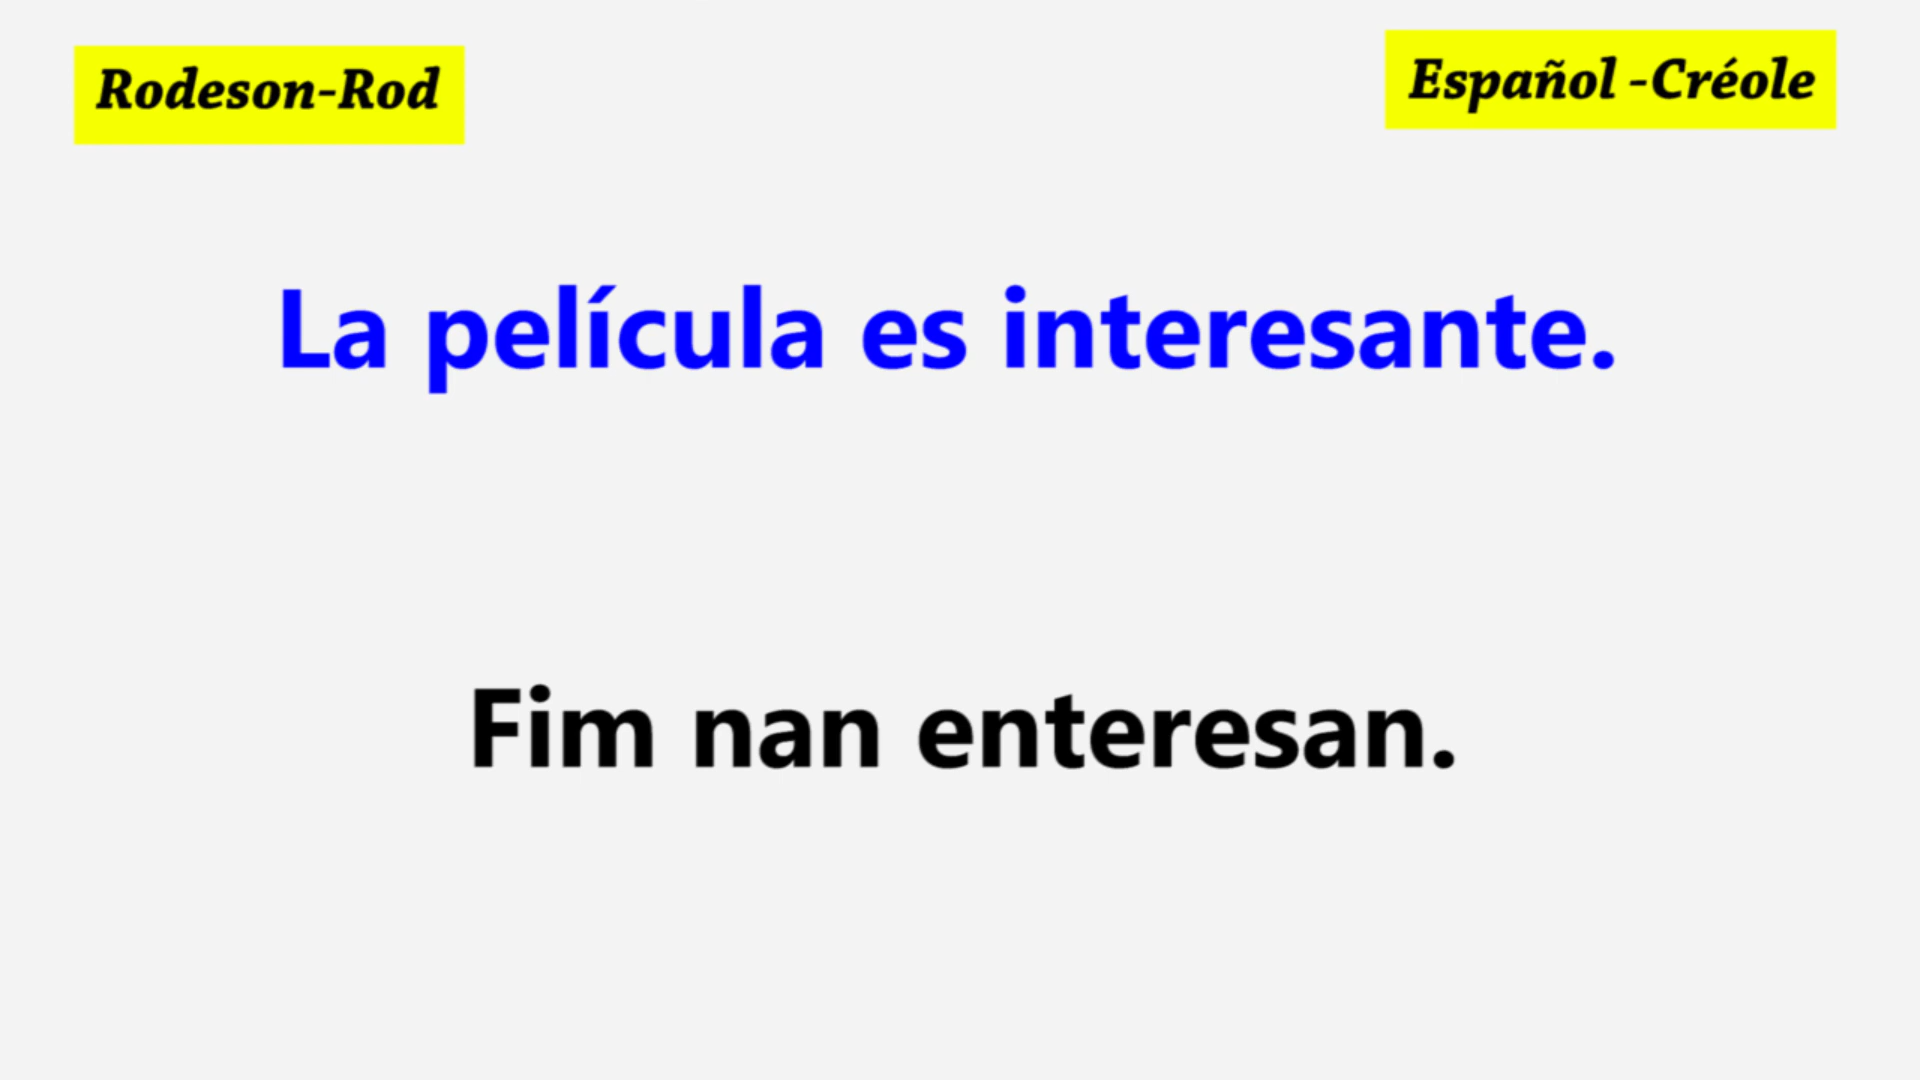 Rodeson-Rod
Español -Créole
La película es interesante.
Fim nan enteresan.